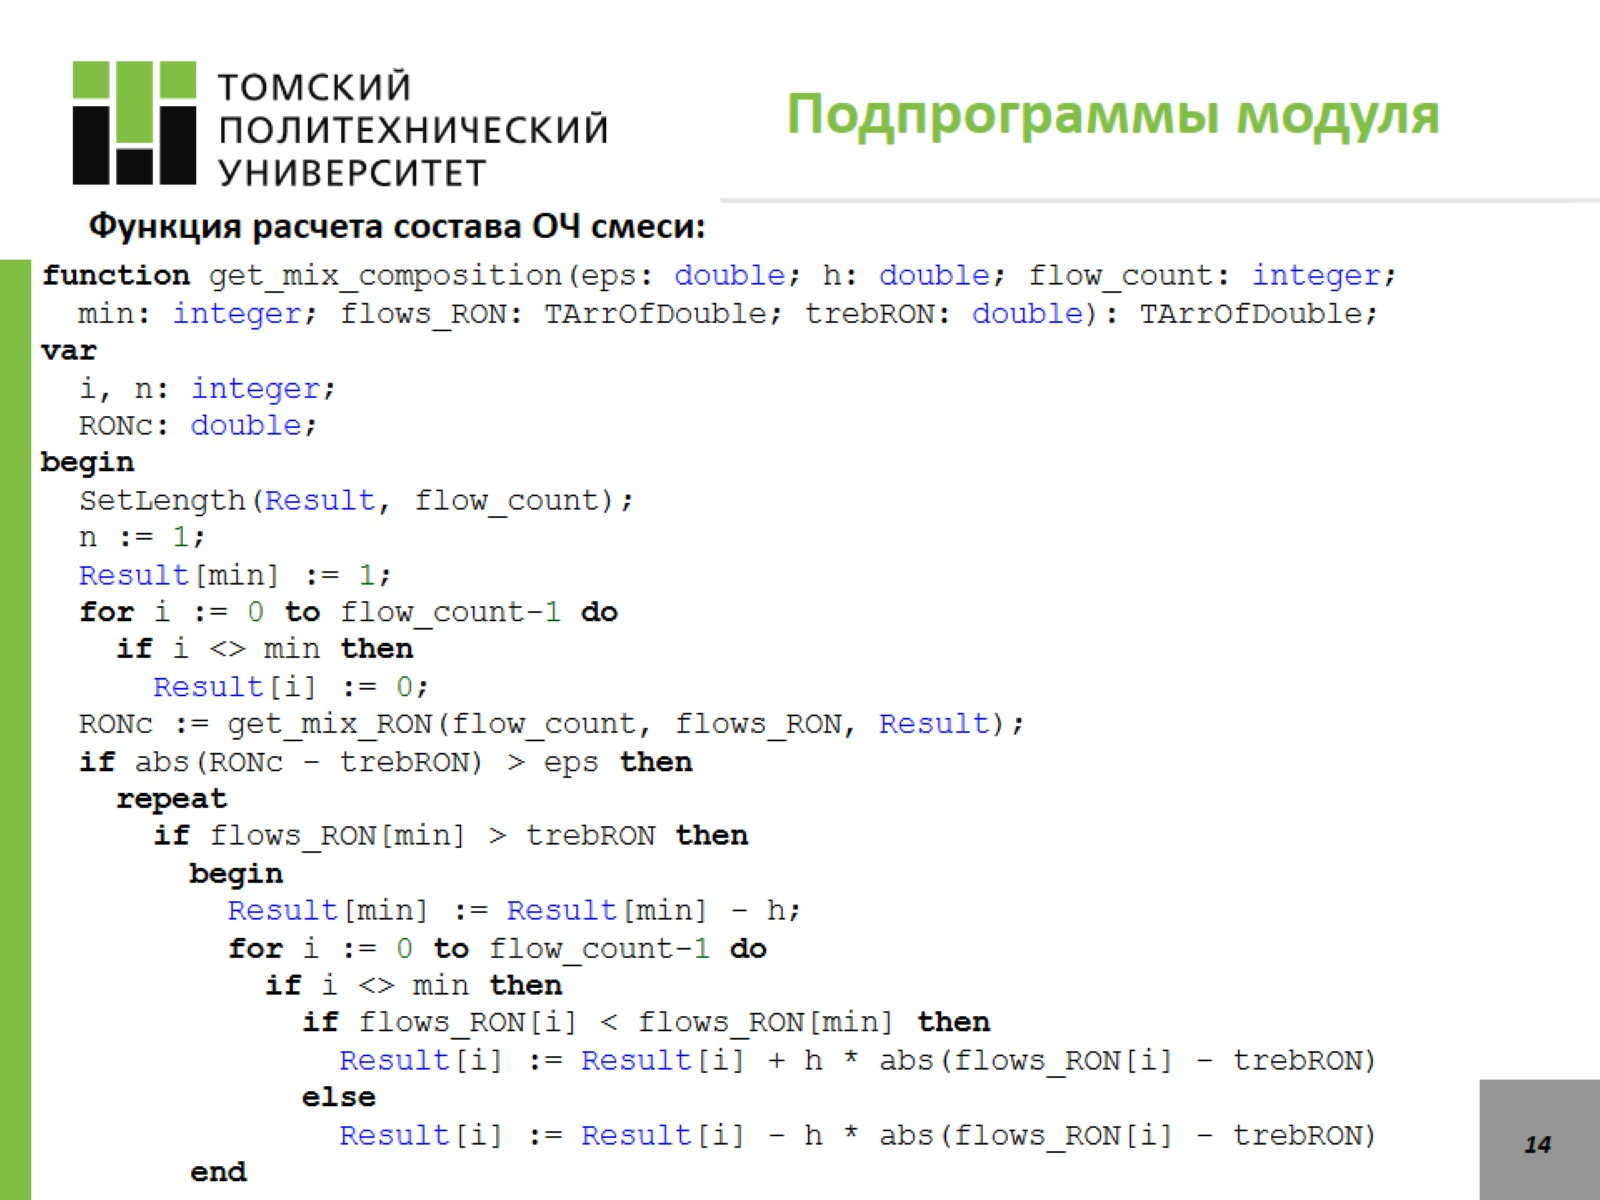 ТОМСКИЙ
ПОЛИТЕХНИЧЕСКИЙ
УНИВЕРСИТЕТ
Подпрограммы модуля
Функция расчета состава ОЧ смеси:
function get_mix_composition(eps: double; h: double; flow_count: integer;
  min: integer; flows_RON: TArrOfDouble; trebRON: double): TArrOfDouble;
var
  i, n: integer;
  RONc: double;
begin
  SetLength(Result, flow_count);
  n := 1;
  Result[min] := 1;
  for i := 0 to flow_count-1 do
    if i <> min then
      Result[i] := 0;
  RONc := get_mix_RON(flow_count, flows_RON, Result);
  if abs(RONc - trebRON) > eps then
    repeat
      if flows_RON[min] > trebRON then
        begin
          Result[min] := Result[min] - h;
          for i := 0 to flow_count-1 do
            if i <> min then
              if flows_RON[i] < flows_RON[min] then
                Result[i] := Result[i] + h * abs(flows_RON[i] - trebRON)
              else
                Result[i] := Result[i] - h * abs(flows_RON[i] - trebRON)
        end
14